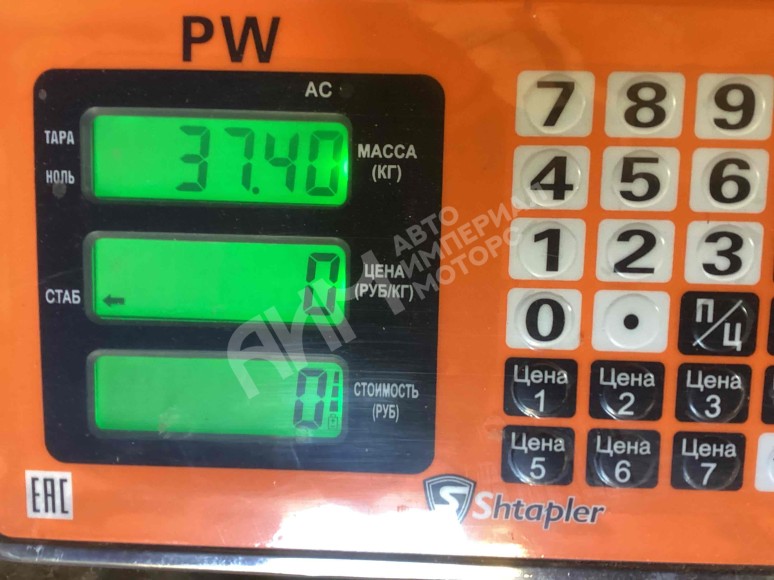 PW
AC
ТАРА
НОЛЬ
37.40
МАССА
(КГ)
СТАБ
0
ЦЕНА
(РУБ/КГ)
0
СТОИМОСТЬ
(РУБ)
7 8 9
4 5 6
1 2 3
0 • П/Ц
Цена 1 Цена 2 Цена 3
Цена 5 Цена 6 Цена 7
EAC
Shtapler
АИМ
АВТО
ИМПЕРИАЛ
МОТОРС